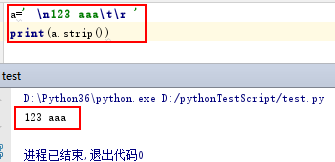 a=' \n123 aaa\t\r '
print(a.strip())
test
D:\Python36\python.exe D:/pythonTestScript/test.py
123 aaa
进程已结束,退出代码0